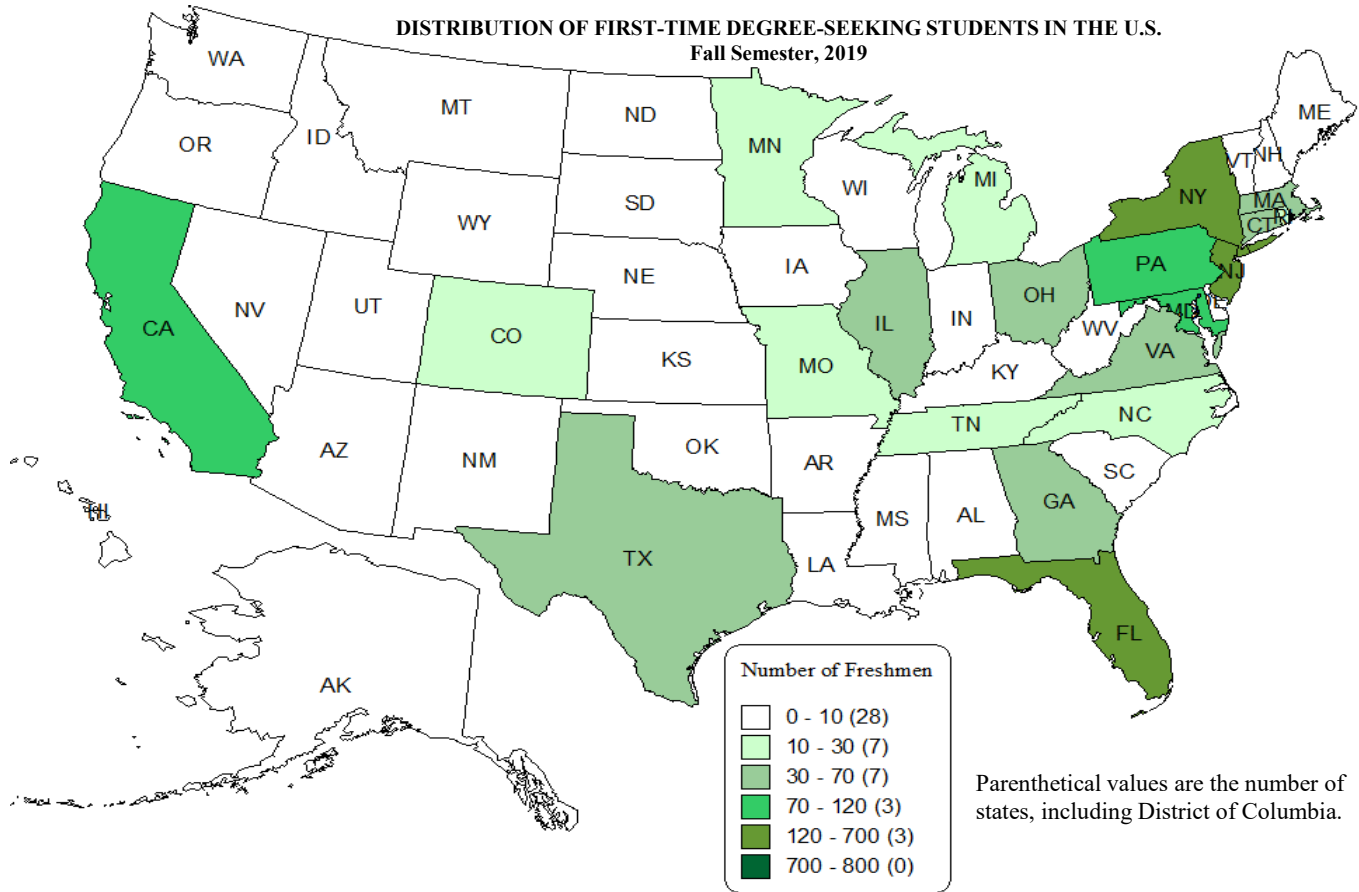 DISTRIBUTION OF FIRST-TIME DEGREE-SEEKING STUDENTS IN THE U.S.
Fall Semester, 2019
WA
MT
ND
MN
ME
OR
ID
VT
NH
SD
WI
MI
NY
MA
WY
CT
RI
IA
PA
NE
NJ
NV
UT
OH
IL
IN
MD
CA
CO
WV
VA
KS
MO
KY
NC
TN
AZ
NM
OK
AR
SC
GA
MS
AL
HI
TX
LA
FL
AK
Number of Freshmen
0 - 10 (28)
10 - 30 (7)
30 - 70 (7)
70 - 120 (3)
120 - 700 (3)
700 - 800 (0)
Parenthetical values are the number of
states, including District of Columbia.